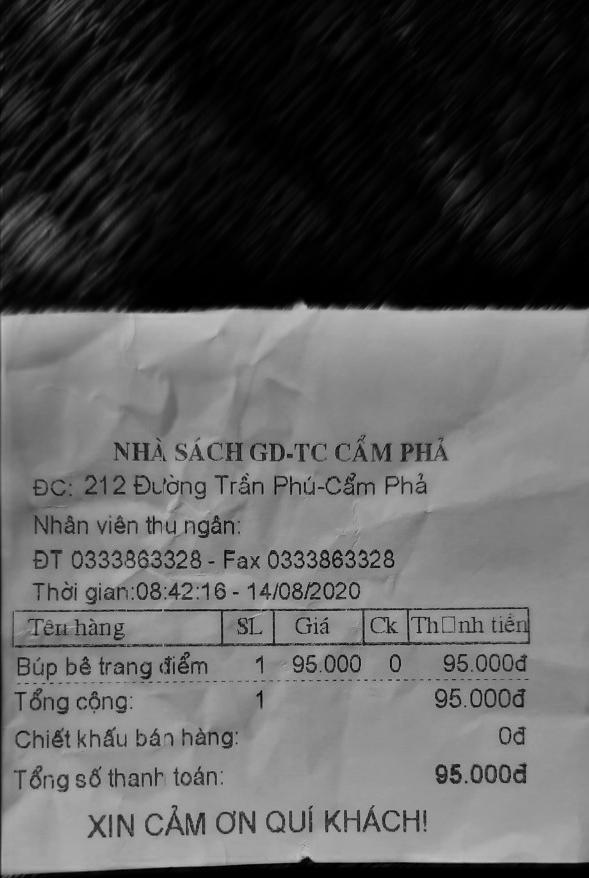 NHÀ SÁCH GD-TC CẨM PHẢ
ĐC: 212 Đường Trần Phú-Cẩm Phả
Nhân viên thụ ngân:
ĐT 0333863328 - Fax 0333863328
Thời gian:08:42:16 - 14/08/2020
Tên hàng SL Giá Ck Th□nh tiền
Búp bê trang điểm 1 95.000 0 95.000đ
Tổng cộng: 1 95.000đ
Chiết khấu bán hàng: 0đ
Tổng số thanh toán: 95.000đ
XIN CẢM ƠN QUÍ KHÁCH!